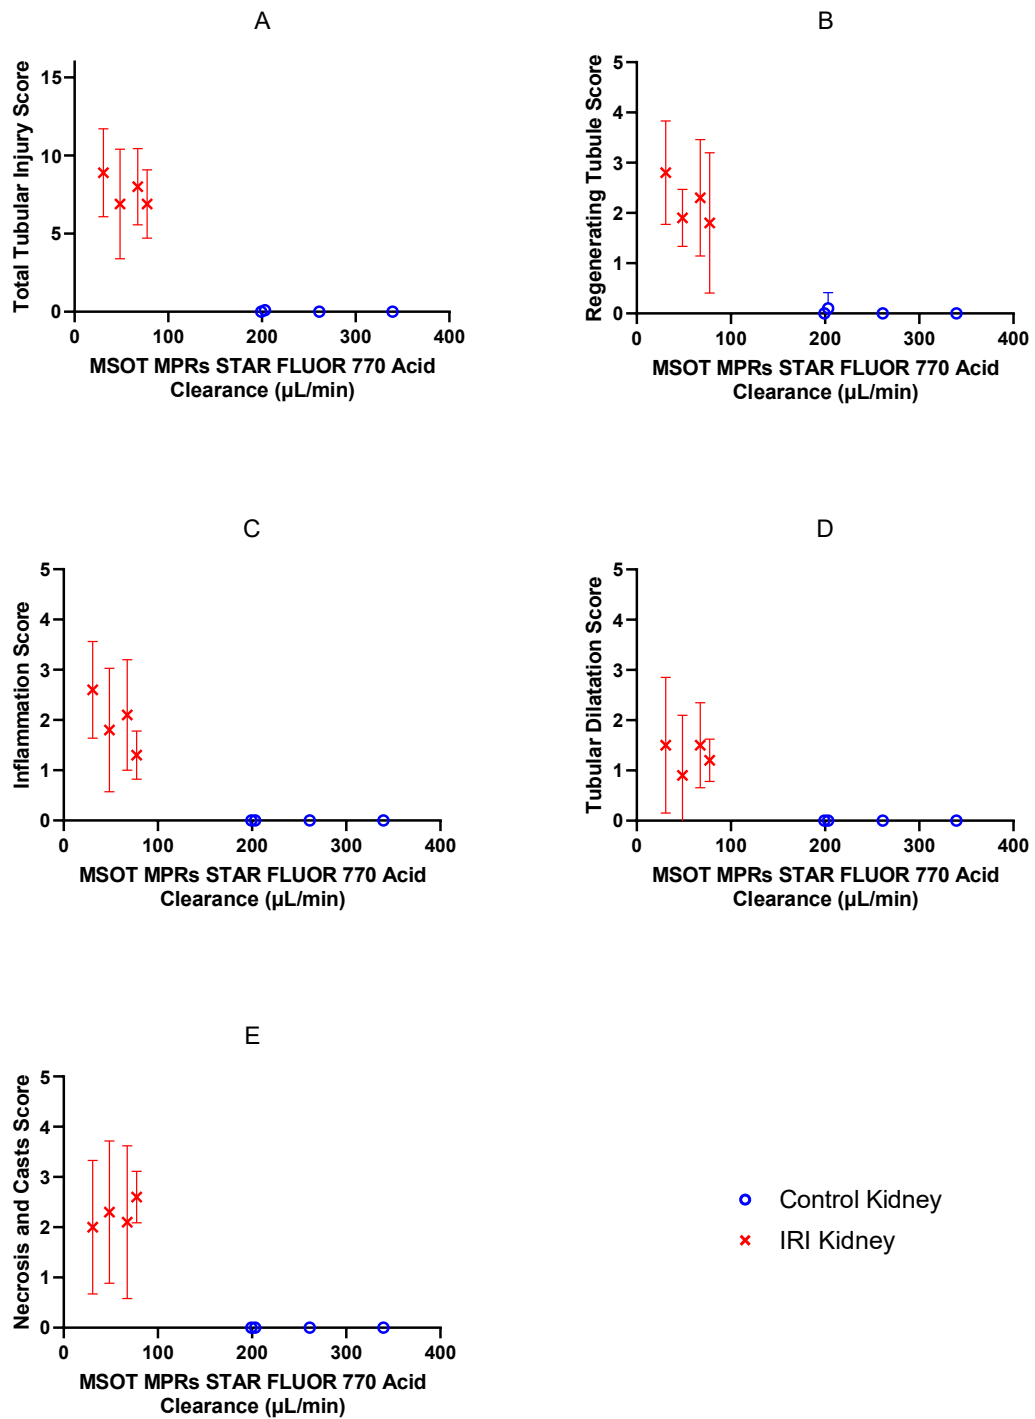 A
Total Tubular Injury Score
15
10
5
0
0 100 200 300 400
MSOT MPRs STAR FLUOR 770 Acid
Clearance (µL/min)
B
Regenerating Tubule Score
5
4
3
2
1
0
0 100 200 300 400
MSOT MPRs STAR FLUOR 770 Acid
Clearance (µL/min)
C
Inflammation Score
5
4
3
2
1
0
0 100 200 300 400
MSOT MPRs STAR FLUOR 770 Acid
Clearance (µL/min)
D
Tubular Dilatation Score
5
4
3
2
1
0
0 100 200 300 400
MSOT MPRs STAR FLUOR 770 Acid
Clearance (µL/min)
E
Necrosis and Casts Score
5
4
3
2
1
0
0 100 200 300 400
MSOT MPRs STAR FLUOR 770 Acid
Clearance (µL/min)
Control Kidney
IRI Kidney